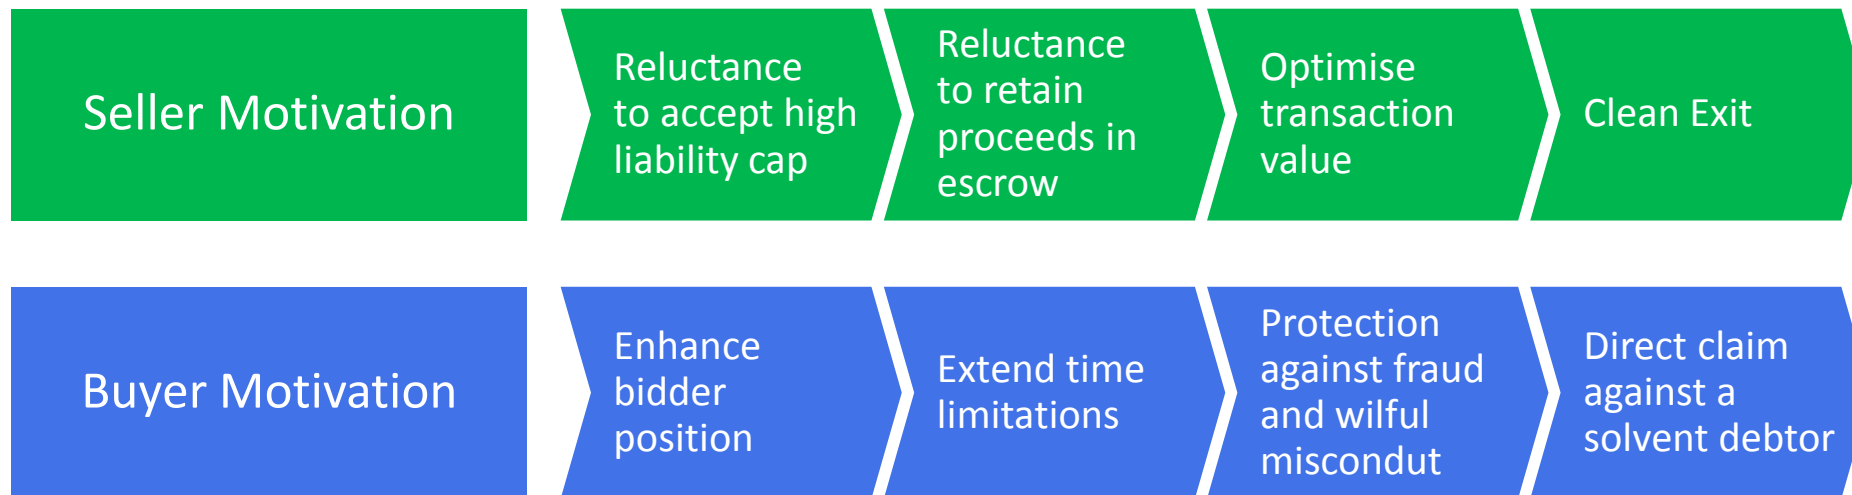 Seller Motivation
Reluctance
to accept high
liability cap
Reluctance
to retain
proceeds in
escrow
Optimise
transaction
value
Clean Exit
Buyer Motivation
Enhance
bidder
position
Extend time
limitations
Protection
against fraud
and wilful
miscondut
Direct claim
against a
solvent debtor